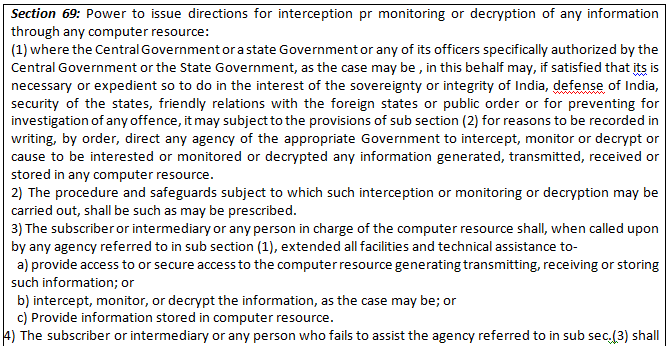 Section 69: Power to issue directions for interception pr monitoring or decryption of any information
through any computer resource:
(1) where the Central Government or a state Government or any of its officers specifically authorized by the
Central Government or the State Government, as the case may be , in this behalf may, if satisfied that its is
necessary or expedient so to do in the interest of the sovereignty or integrity of India, defense of India,
security of the states, friendly relations with the foreign states or public order or for preventing for
investigation of any offence, it may subject to the provisions of sub section (2) for reasons to be recorded in
writing, by order, direct any agency of the appropriate Government to intercept, monitor or decrypt or
cause to be interested or monitored or decrypted any information generated, transmitted, received or
stored in any computer resource.
2) The procedure and safeguards subject to which such interception or monitoring or decryption may be
carried out, shall be such as may be prescribed.
3) The subscriber or intermediary or any person in charge of the computer resource shall, when called upon
by any agency referred to in sub section (1), extended all facilities and technical assistance to-
a) provide access to or secure access to the computer resource generating transmitting, receiving or storing
such information; or
b) intercept, monitor, or decrypt the information, as the case may be; or
c) Provide information stored in computer resource.
4) The subscriber or intermediary or any person who fails to assist the agency referred to in sub sec.(3) shall